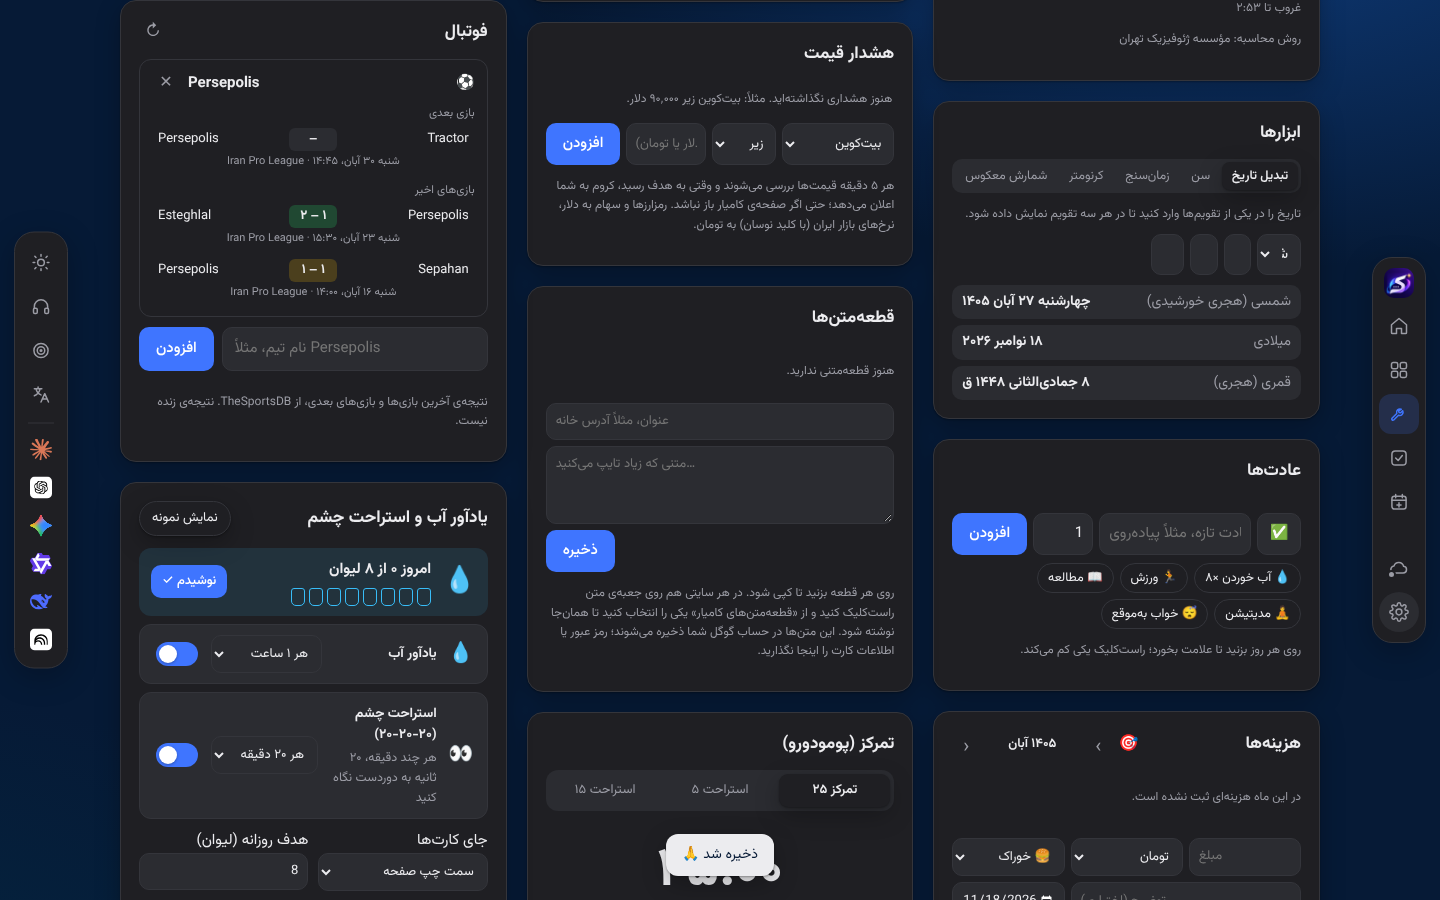 غروب تا ۲:۵۳
روش محاسبه: مؤسسه ژئوفیزیک تهران
ابزارها
تبدیل تاریخ
سن
زمان‌سنج
کرنومتر
شمارش معکوس
تاریخ را در یکی از تقویم‌ها وارد کنید تا در هر سه تقویم نمایش داده شود.
شمسی (هجری خورشیدی)
چهارشنبه ۲۷ آبان ۱۴۰۵
میلادی
۱۸ نوامبر ۲۰۲۶
قمری (هجری)
۸ جمادی‌الثانی ۱۴۴۸ ق
عادت‌ها
افزودن
1
ادت تازه، مثلاً پیاده‌روی
✅
💧 آب خوردن ×۸
🏃 ورزش
📖 مطالعه
🧘 مدیتیشن
😴 خواب به‌موقع
روی هر روز بزنید تا علامت بخورد؛ راست‌کلیک یکی کم می‌کند.
هزینه‌ها
🎯
‹
۱۴۰۵ آبان
›
در این ماه هزینه‌ای ثبت نشده است.
مبلغ
تومان
🍔 خوراک
11/18/2026
هشدار قیمت
هنوز هشداری نگذاشته‌اید. مثلاً: بیت‌کوین زیر ۹۰,۰۰۰ دلار.
بیت‌کوین
زیر
.لار یا تومان)
افزودن
هر ۵ دقیقه قیمت‌ها بررسی می‌شوند و وقتی به هدف رسید، کروم به شما
اعلان می‌دهد؛ حتی اگر صفحه‌ی کامیار باز نباشد. رمزارزها و سهام به دلار،
نرخ‌های بازار ایران (با کلید نوسان) به تومان.
قطعه‌متن‌ها
هنوز قطعه‌متنی ندارید.
عنوان، مثلاً آدرس خانه
متنی که زیاد تایپ می‌کنید...
ذخیره
روی هر قطعه بزنید تا کپی شود. در هر سایتی هم روی جعبه‌ی متن
راست‌کلیک کنید و از «قطعه‌متن‌های کامیار» یکی را انتخاب کنید تا همان‌جا
نوشته شود. این متن‌ها در حساب گوگل شما ذخیره می‌شوند؛ رمز عبور یا
اطلاعات کارت را اینجا نگذارید.
تمرکز (پومودورو)
تمرکز ۲۵
استراحت ۵
استراحت ۱۵
ذخیره شد 🙏
فوتبال
⚽
Persepolis
✕
بازی بعدی
Tractor
–
Persepolis
شنبه ۳۰ آبان، ۱۴:۴۵ · Iran Pro League
بازی‌های اخیر
Persepolis
۱ – ۲
Esteghlal
شنبه ۲۳ آبان، ۱۵:۳۰ · Iran Pro League
Sepahan
۱ – ۱
Persepolis
شنبه ۱۶ آبان، ۱۴:۰۰ · Iran Pro League
نام تیم، مثلاً Persepolis
افزودن
نتیجه‌ی آخرین بازی‌ها و بازی‌های بعدی، از TheSportsDB. نتیجه‌ی زنده
نیست.
یادآور آب و استراحت چشم
نمایش نمونه
امروز ۰ از ۸ لیوان
نوشیدم ✓
یادآور آب
هر ۱ ساعت
استراحت چشم
(۲۰-۲۰-۲۰)
هر چند دقیقه، ۲۰
ثانیه به دوردست نگاه
کنید
هر ۲۰ دقیقه
جای کارت‌ها
سمت چپ صفحه
هدف روزانه (لیوان)
8